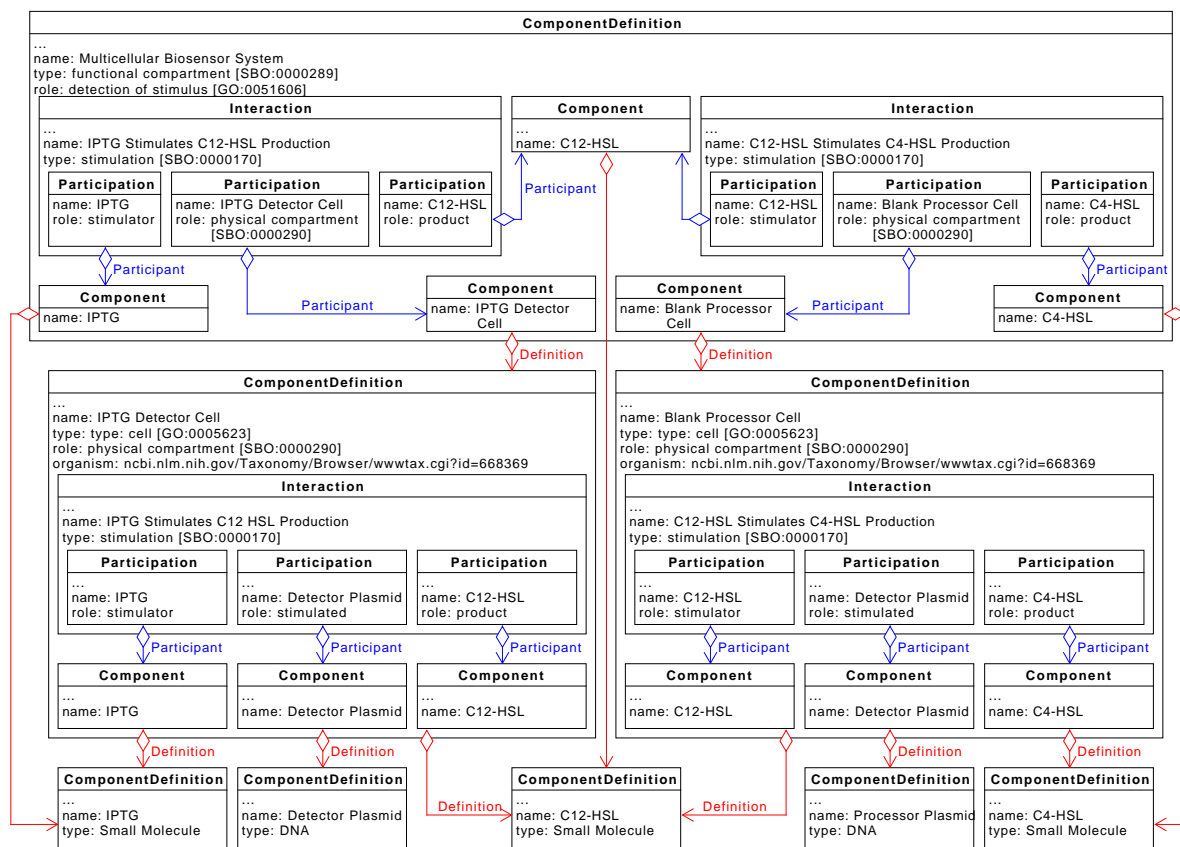 ComponentDefinition
...
name: Multicellular Biosensor System
type: functional compartment [SBO:0000289]
role: detection of stimulus [GO:0051606]
Interaction
...
name: IPTG Stimulates C12-HSL Production
type: stimulation [SBO:0000170]
Participation
name: IPTG
role: stimulator
Participation
name: IPTG Detector Cell
role: physical compartment
[SBO:0000290]
Participation
name: C12-HSL
role: product
Component
...
name: C12-HSL
Participant
Interaction
...
name: C12-HSL Stimulates C4-HSL Production
type: stimulation [SBO:0000170]
Participation
name: C12-HSL
role: stimulator
Participation
name: Blank Processor Cell
role: physical compartment
[SBO:0000290]
Participation
name: C4-HSL
role: product
Participant
Participant
Component
name: IPTG
Participant
Component
name: IPTG Detector
Cell
Component
name: Blank Processor
Cell
Participant
Component
name: C4-HSL
Definition
Definition
ComponentDefinition
...
name: IPTG Detector Cell
type: type: cell [GO:0005623]
role: physical compartment [SBO:0000290]
organism: ncbi.nlm.nih.gov/Taxonomy/Browser/wwwtax.cgi?id=668369
Interaction
...
name: IPTG Stimulates C12 HSL Production
type: stimulation [SBO:0000170]
Participation
...
name: IPTG
role: stimulator
Participation
...
name: Detector Plasmid
role: stimulated
Participation
...
name: C12-HSL
role: product
Participant
Participant
Participant
Component
...
name: IPTG
Component
...
name: Detector Plasmid
Component
...
name: C12-HSL
ComponentDefinition
...
name: Blank Processor Cell
type: type: cell [GO:0005623]
role: physical compartment [SBO:0000290]
organism: ncbi.nlm.nih.gov/Taxonomy/Browser/wwwtax.cgi?id=668369
Interaction
...
name: C12-HSL Stimulates C4-HSL Production
type: stimulation [SBO:0000170]
Participation
...
name: C12-HSL
role: stimulator
Participation
...
name: Detector Plasmid
role: stimulated
Participation
...
name: C4-HSL
role: product
Participant
Participant
Participant
Component
...
name: C12-HSL
Component
...
name: Detector Plasmid
Component
...
name: C4-HSL
Definition
Definition
Definition
Definition
Definition
Definition
ComponentDefinition
...
name: IPTG
type: Small Molecule
ComponentDefinition
...
name: Detector Plasmid
type: DNA
ComponentDefinition
...
name: C12-HSL
type: Small Molecule
ComponentDefinition
...
name: Processor Plasmid
type: DNA
ComponentDefinition
...
name: C4-HSL
type: Small Molecule